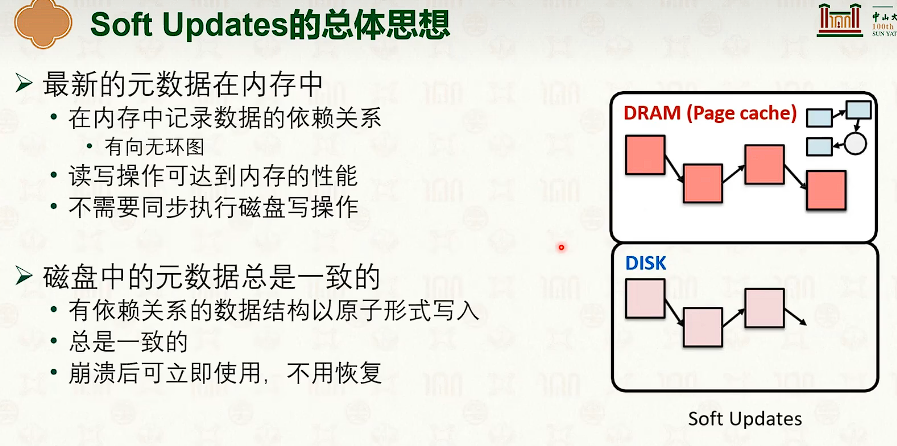 Soft Updates的总体思想
中山大
100th
SUN YAT
最新的元数据在内存中
在内存中记录数据的依赖关系
有向无环图
读写操作可达到内存的性能
不需要同步执行磁盘写操作
磁盘中的元数据总是一致的
有依赖关系的数据结构以原子形式写入
总是一致的
崩溃后可立即使用，不用恢复
DRAM (Page cache)
DISK
Soft Updates